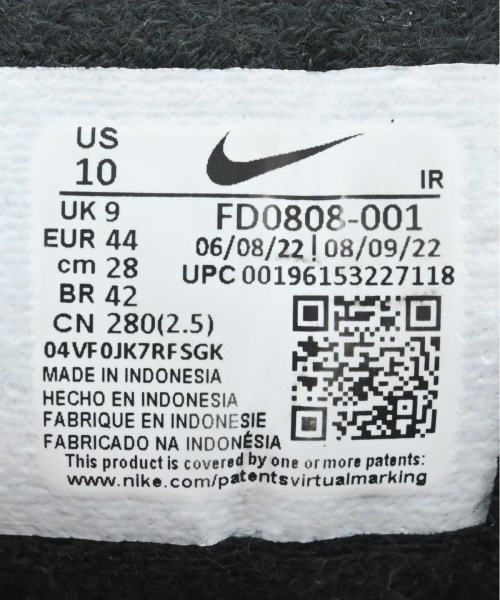 US
10
IR
UK 9
EUR 44
cm 28
BR 42
CN 280(2.5)
FD0808-001
06/08/22 | 08/09/22
UPC 00196153227118
04VF0JK7RFSGK
MADE IN INDONESIA
HECHO EN INDONESIA
FABRIQUE EN INDONESIE
FABRICADO NA INDONÉSIA
This product is covered by one or more patents:
www.nike.com/patentsvirtualmarking